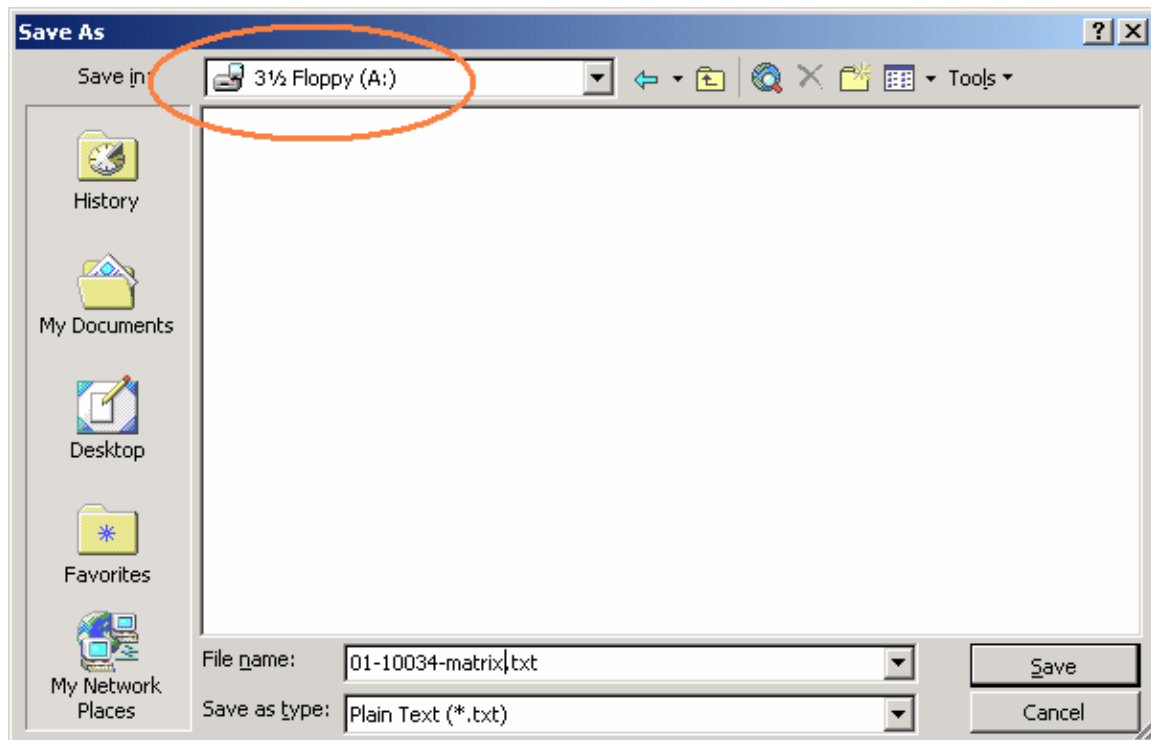 Save As
Save in:
3½ Floppy (A:)
Tools
History
My Documents
Desktop
Favorites
My Network
Places
File name:
01-10034-matrix.txt
Save
Save as type:
Plain Text (*.txt)
Cancel